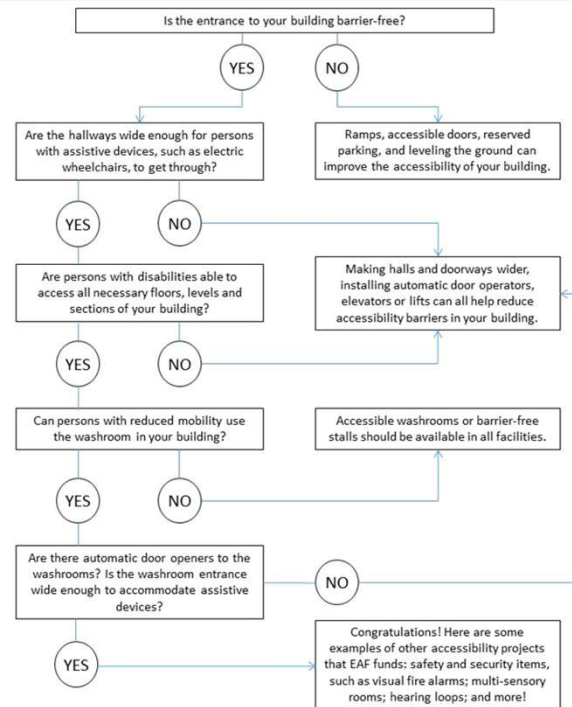 Is the entrance to your building barrier-free?
YES
NO
Are the hallways wide enough for persons
with assistive devices, such as electric
wheelchairs, to get through?
Ramps, accessible doors, reserved
parking, and leveling the ground can
improve the accessibility of your building.
YES
NO
Are persons with disabilities able to
access all necessary floors, levels and
sections of your building?
Making halls and doorways wider,
installing automatic door operators,
elevators or lifts can all help reduce
accessibility barriers in your building.
YES
NO
Can persons with reduced mobility use
the washroom in your building?
Accessible washrooms or barrier-free
stalls should be available in all facilities.
YES
NO
Are there automatic door openers to the
washrooms? Is the washroom entrance
wide enough to accommodate assistive
devices?
NO
YES
Congratulations! Here are some
examples of other accessibility projects
that EAF funds: safety and security items,
such as visual fire alarms; multi-sensory
rooms; hearing loops; and more!